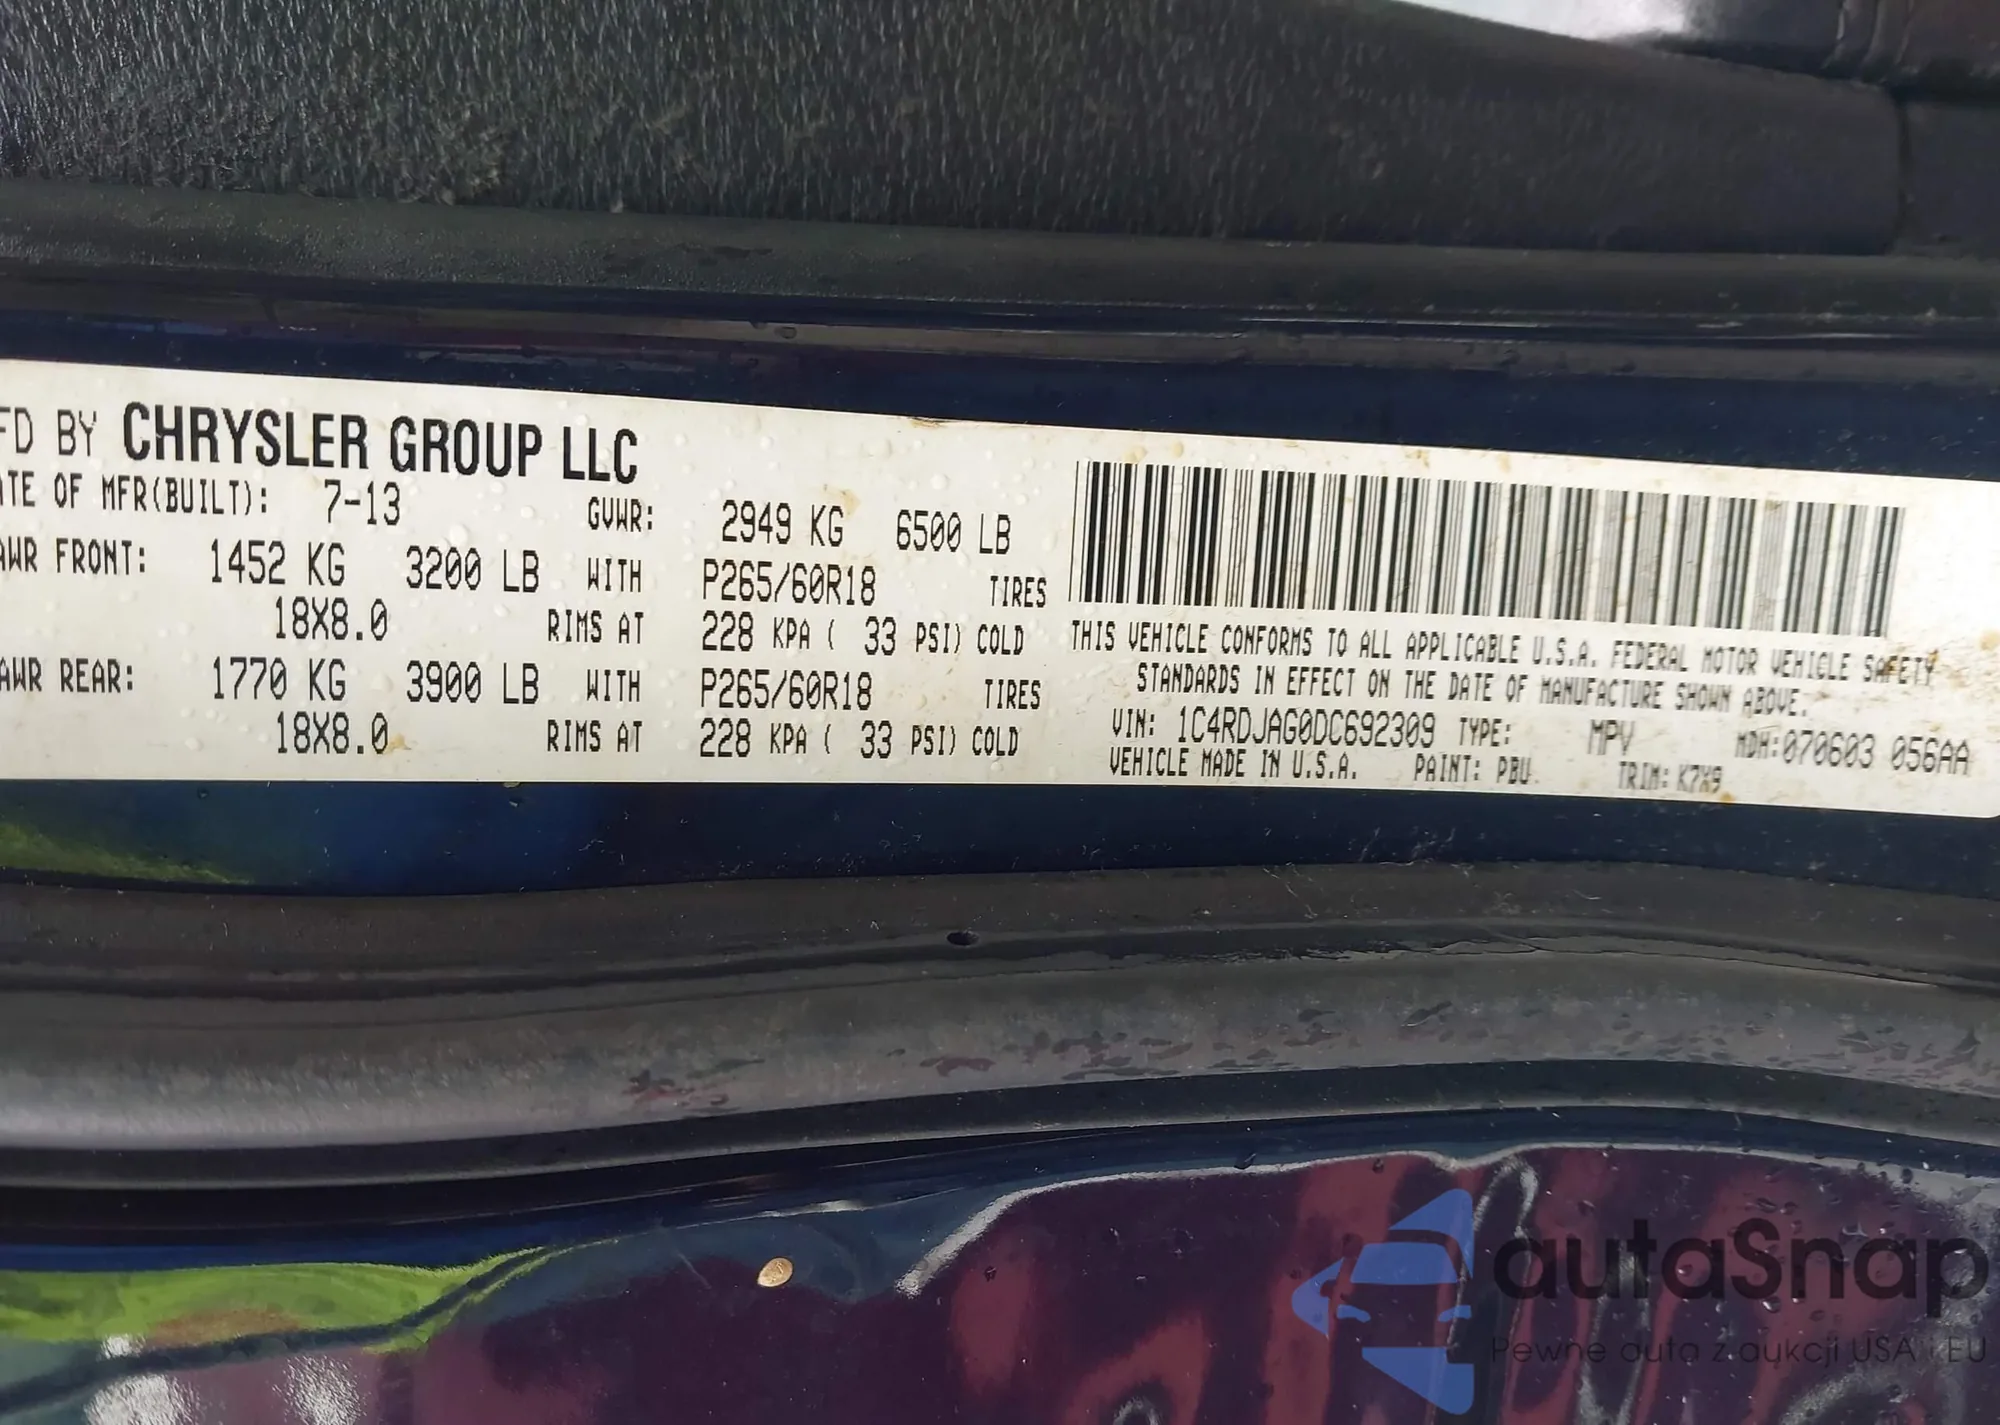 FD BY CHRYSLER GROUP LLC
ATE OF MFR(BUILT): 7-13 GVWR: 2949 KG 6500 LB
AWR FRONT: 1452 KG 3200 LB WITH P265/60R18 TIRES
18X8.0 RIMS AT 228 KPA ( 33 PSI) COLD
AWR REAR: 1770 KG 3900 LB WITH P265/60R18 TIRES
18X8.0 RIMS AT 228 KPA ( 33 PSI) COLD
THIS VEHICLE CONFORMS TO ALL APPLICABLE U.S.A. FEDERAL MOTOR VEHICLE SAFETY
STANDARDS IN EFFECT ON THE DATE OF MANUFACTURE SHOWN ABOVE.
VIN: 1C4RDJAG0DC692309 TYPE: MPV MDH:070603 056AA
VEHICLE MADE IN U.S.A. PAINT: PBU TRIM: K7X9
autaSnap
Pewne auta z aukcji USA i EU